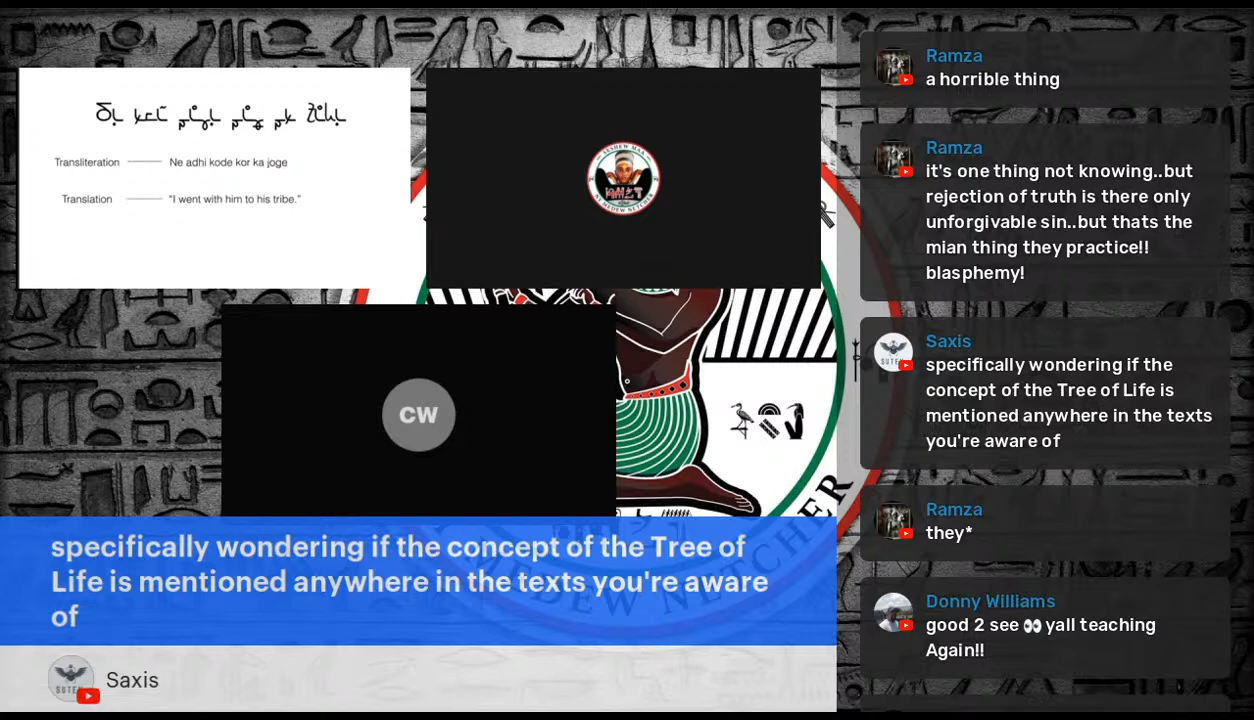 Transliteration Ne adhi kode kor ka joge
Translation "I went with him to his tribe."
CW
specifically wondering if the concept of the Tree of
Life is mentioned anywhere in the texts you're aware
of
Saxis
Ramza
a horrible thing
Ramza
it's one thing not knowing..but
rejection of truth is there only
unforgivable sin..but thats the
mian thing they practice!!
blasphemy!
Saxis
specifically wondering if the
concept of the Tree of Life is
mentioned anywhere in the texts
you're aware of
Ramza
they*
Donny Williams
good 2 see 👀 yall teaching
Again!!